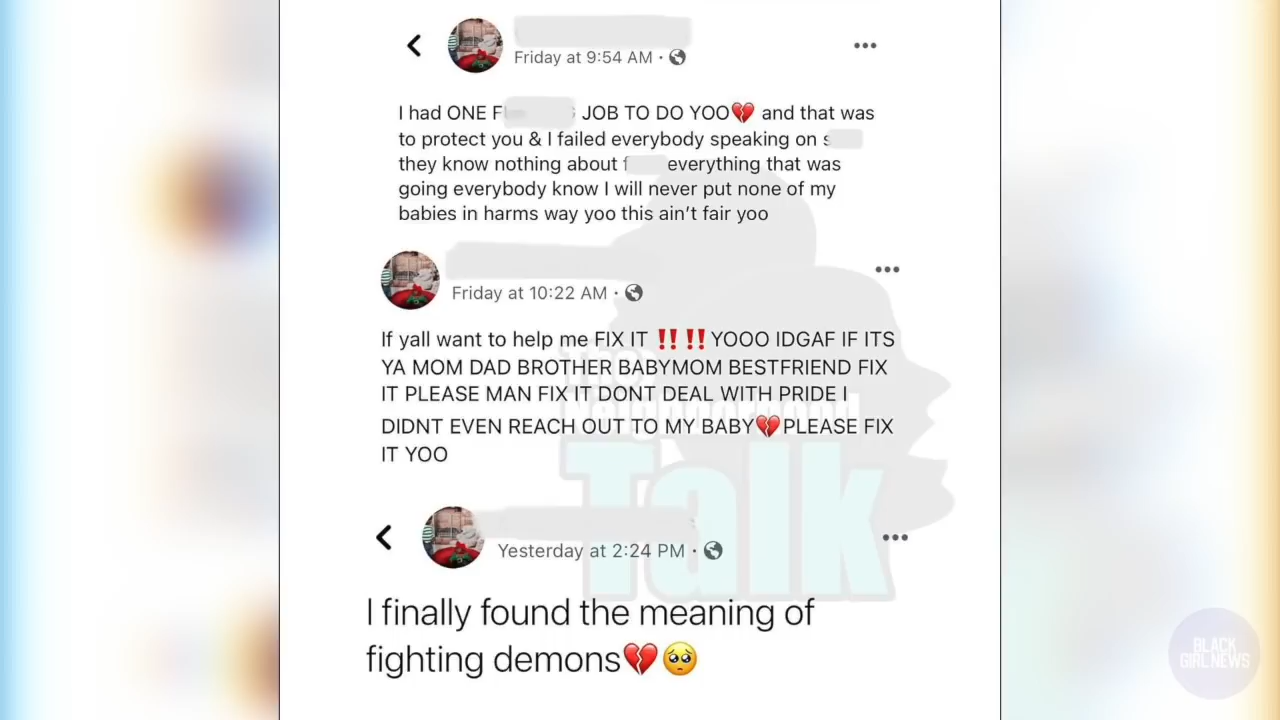 Friday at 9:54 AM ·
I had ONE F JOB TO DO YOO💔 and that was
to protect you & I failed everybody speaking on s
they know nothing about f everything that was
going everybody know I will never put none of my
babies in harms way yoo this ain't fair yoo
Friday at 10:22 AM ·
If yall want to help me FIX IT ‼️‼️YOOO IDGAF IF ITS
YA MOM DAD BROTHER BABYMOM BESTFRIEND FIX
IT PLEASE MAN FIX IT DONT DEAL WITH PRIDE I
DIDNT EVEN REACH OUT TO MY BABY💔PLEASE FIX
IT YOO
Yesterday at 2:24 PM ·
I finally found the meaning of
fighting demons💔🥺
The
Neighborhood
Talk
BLACK
GIRL NEWS